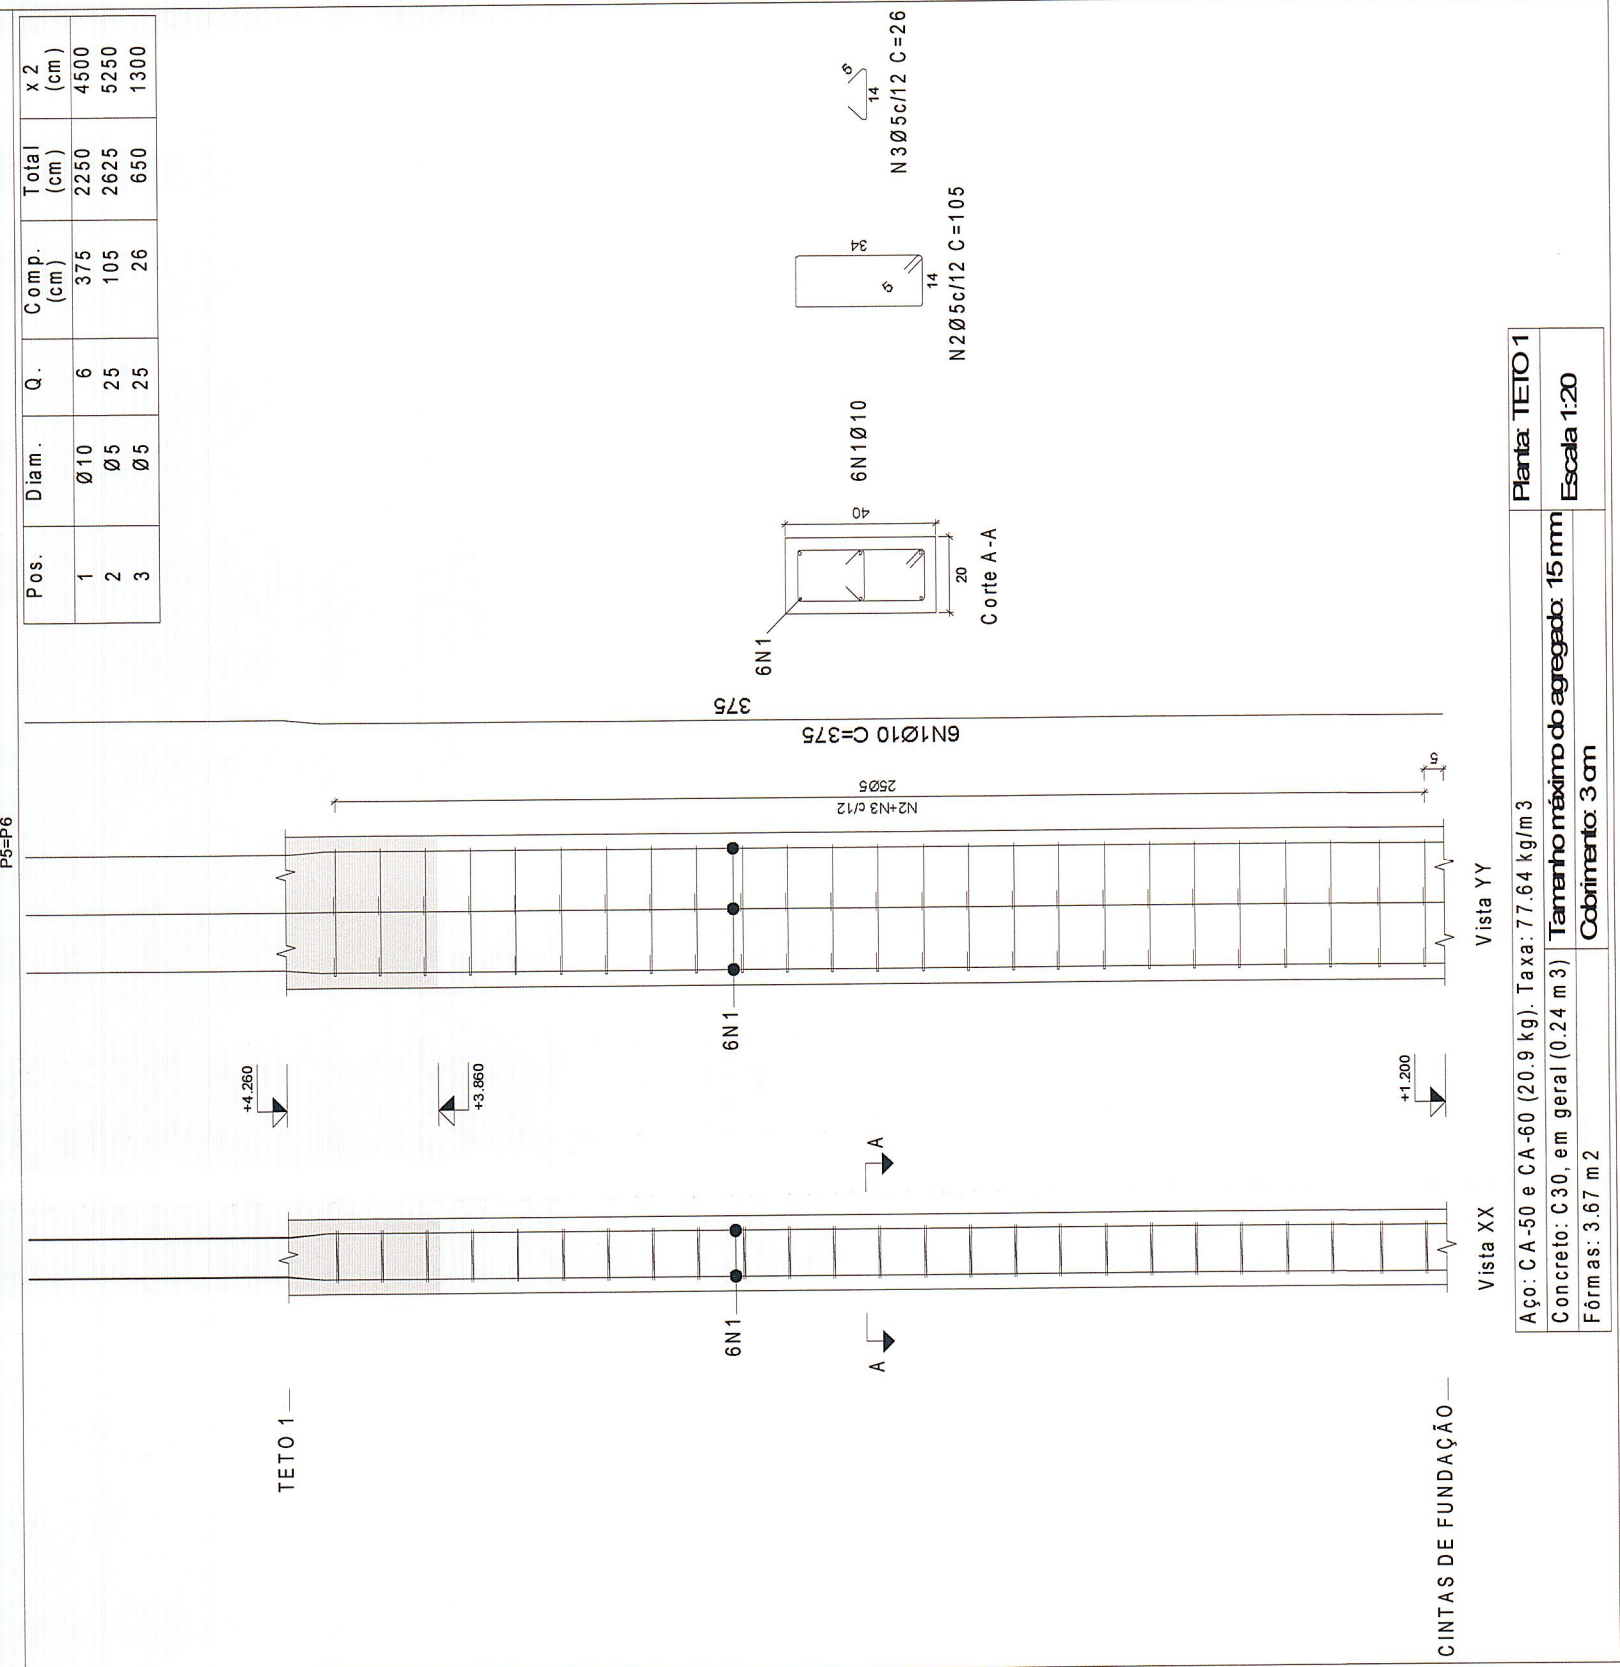 P5=P6
Pos. Diam. Q. Comp. (cm) Total (cm) x 2 (cm)
1 Ø10 6 375 2250 4500
2 Ø5 25 105 2625 5250
3 Ø5 25 26 650 1300
TETO 1
+4.260
+3.860
6N1
6N1
A
A
+1.200
CINTAS DE FUNDAÇÃO
Vista XX
Vista YY
N2+N3 c/12
25Ø5
5
6N1Ø10 C=375
375
6N1
40
20
Corte A-A
6N1Ø10
34
5
14
N2Ø5c/12 C=105
5
14
N3Ø5c/12 C=26
Aço: CA-50 e CA-60 (20.9 kg). Taxa: 77.64 kg/m3
Planta: TETO 1
Concreto: C30, em geral (0.24 m3)
Tamanho máximo do agregado: 15 mm
Escala 1:20
Fôrmas: 3.67 m2
Cobrimento: 3 cm